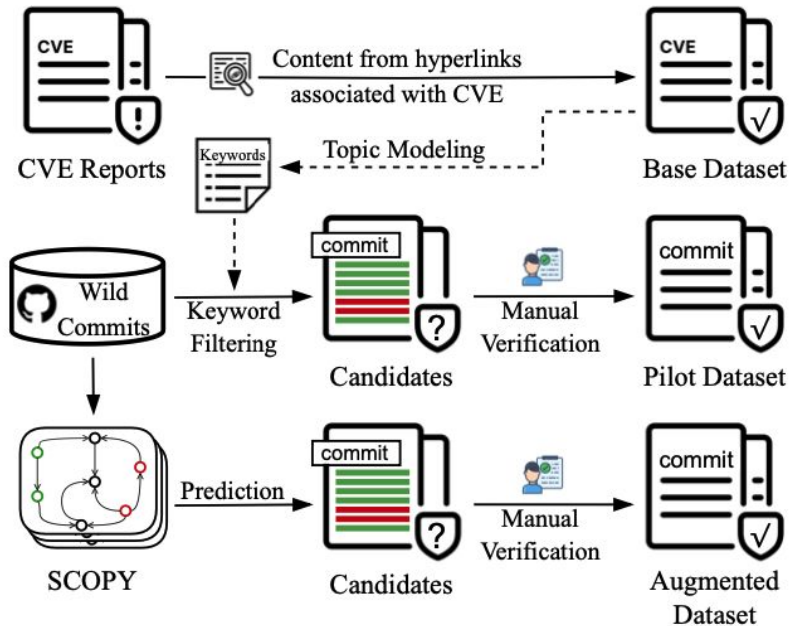 CVE
Content from hyperlinks
associated with CVE
CVE
!
√
CVE Reports
Keywords
Topic Modeling
Base Dataset
Wild
Commits
Keyword
Filtering
commit
?
Candidates
Manual
Verification
commit
√
Pilot Dataset
SCOPY
Prediction
commit
?
Candidates
Manual
Verification
commit
√
Augmented
Dataset